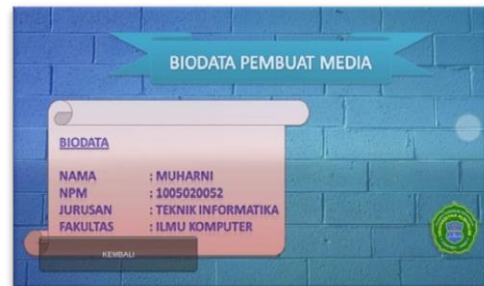 BIODATA PEMBUAT MEDIA
BIODATA
NAMA : MUHARNI
NPM : 1005020052
JURUSAN : TEKNIK INFORMATIKA
FAKULTAS : ILMU KOMPUTER
KEMBALI